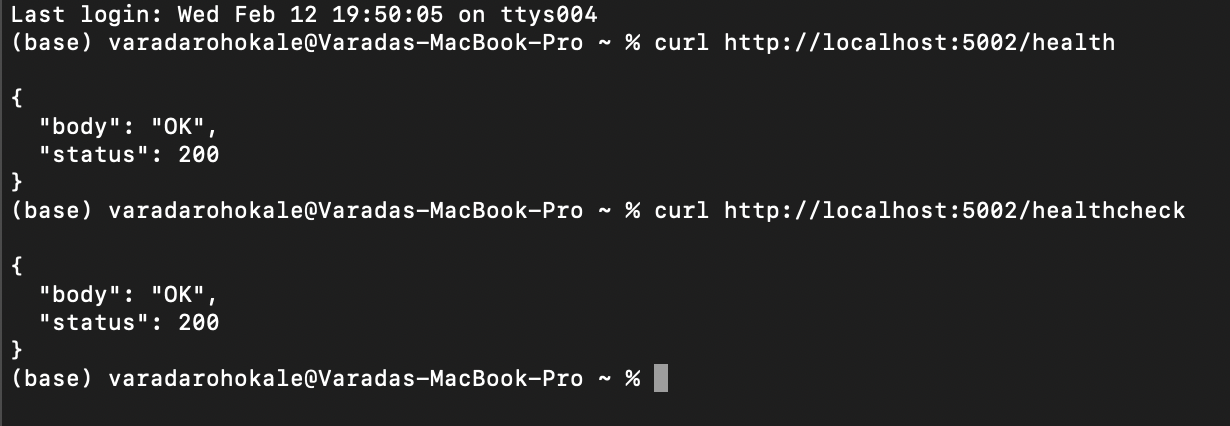 Last login: Wed Feb 12 19:50:05 on ttys004
(base) varadarohokale@Varadas-MacBook-Pro ~ % curl http://localhost:5002/health

{
  "body": "OK",
  "status": 200
}
(base) varadarohokale@Varadas-MacBook-Pro ~ % curl http://localhost:5002/healthcheck

{
  "body": "OK",
  "status": 200
}
(base) varadarohokale@Varadas-MacBook-Pro ~ %